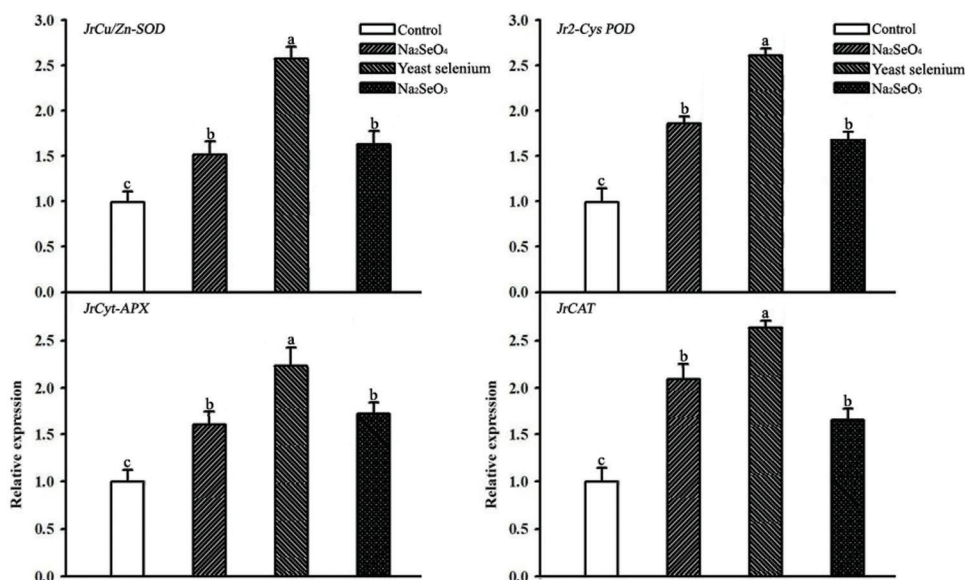 JrCu/Zn-SOD
Control
Na₂SeO₄
Yeast selenium
Na₂SeO₃
3.0
2.5
2.0
1.5
1.0
0.5
0.0
c
b
a
b
Jr2-Cys POD
Control
Na₂SeO₄
Yeast selenium
Na₂SeO₃
3.0
2.5
2.0
1.5
1.0
0.5
0.0
c
b
a
b
JrCyt-APX
Relative expression
2.5
2.0
1.5
1.0
0.5
0.0
c
b
a
b
JrCAT
Relative expression
2.5
2.0
1.5
1.0
0.5
0.0
c
b
a
b